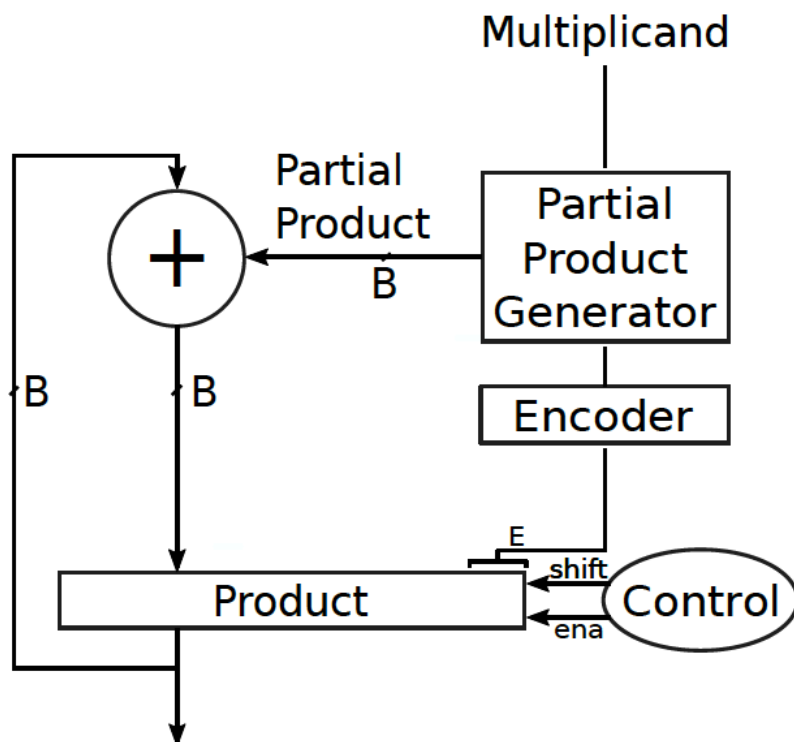 Multiplicand
Partial
Product
B
Partial
Product
Generator
+
B
B
Encoder
E
shift
Product
Control
ena